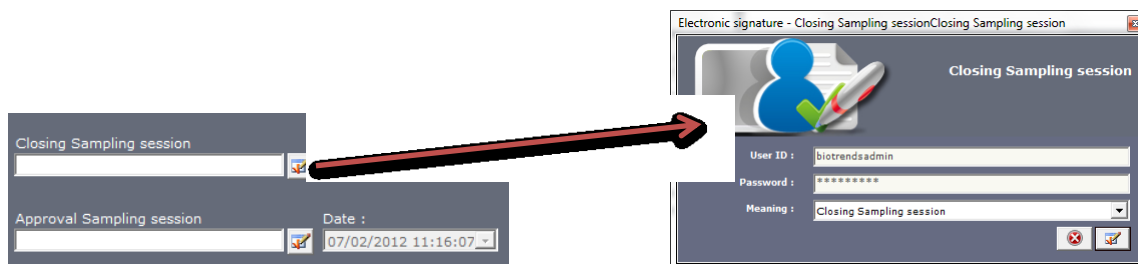 Closing Sampling session
Approval Sampling session
Date :
07/02/2012 11:16:07
Electronic signature - Closing Sampling sessionClosing Sampling session
Closing Sampling session
User ID :
biotrendsadmin
Password :
*********
Meaning :
Closing Sampling session